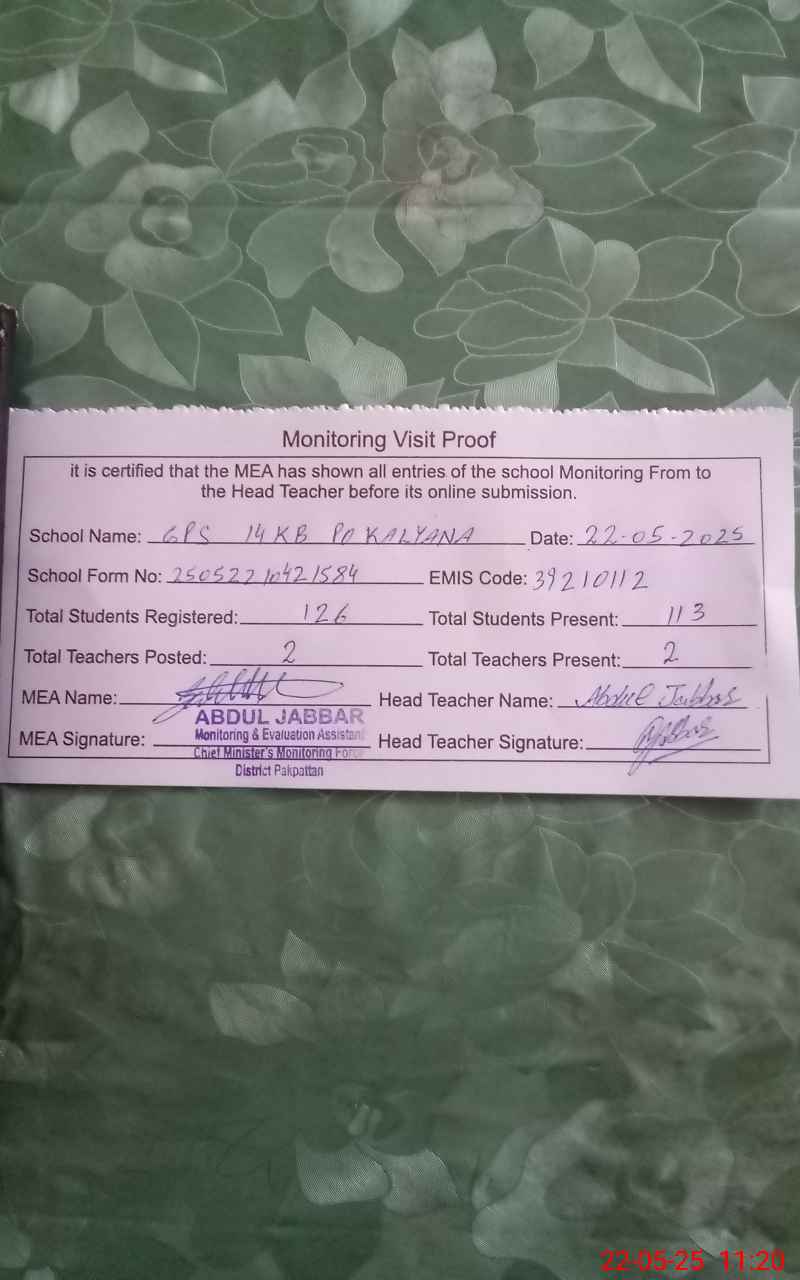 Monitoring Visit Proof
it is certified that the MEA has shown all entries of the school Monitoring From to
the Head Teacher before its online submission.
School Name: GPS 14 KB PO KALYANA Date: 22-05-2025
School Form No: 25052210421584 EMIS Code: 39210112
Total Students Registered: 126 Total Students Present: 113
Total Teachers Posted: 2 Total Teachers Present: 2
MEA Name: Head Teacher Name: Abdul Jabbar
ABDUL JABBAR
Monitoring & Evaluation Assistant
MEA Signature: Head Teacher Signature:
Chief Minister's Monitoring Force
District Pakpattan
22-05-25 11:20